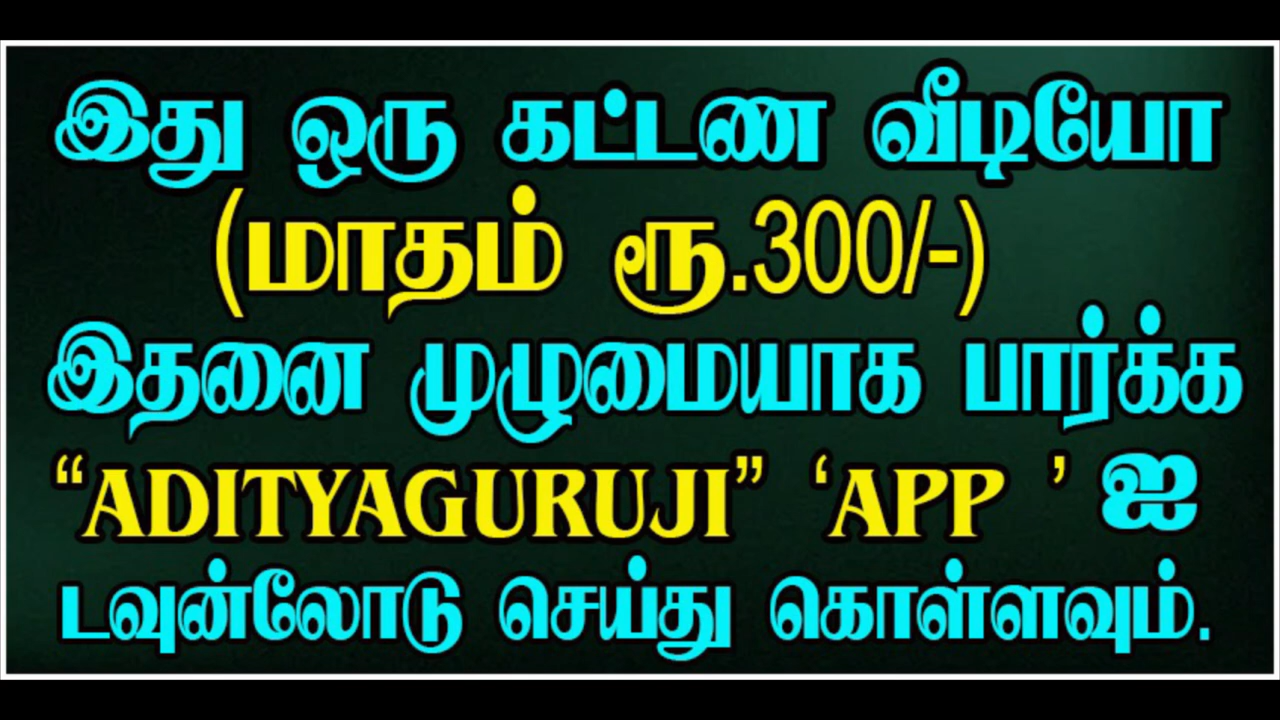 இது ஒரு கட்டண வீடியோ
(மாதம் ரூ.300/-)
இதனை முழுமையாக பார்க்க
“ADITYAGURUJI” ‘APP ’ ஐ
டவுன்லோடு செய்து கொள்ளவும்.